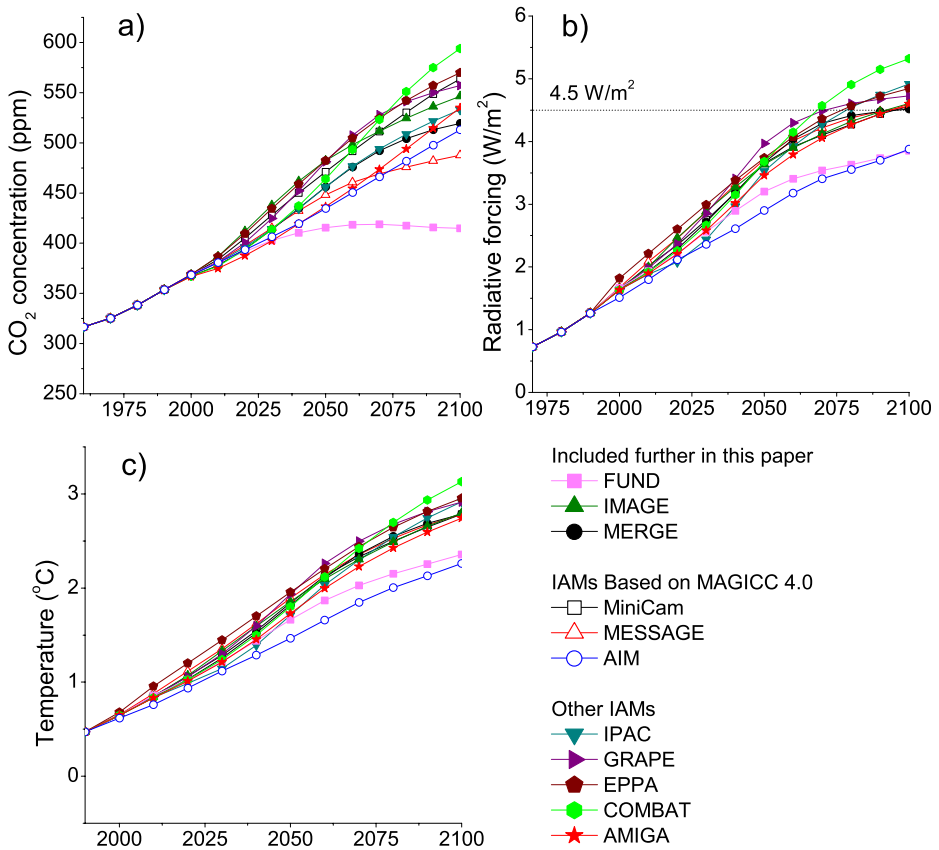 a)
CO2 concentration (ppm)
600
550
500
450
400
350
300
250
1975 2000 2025 2050 2075 2100
b)
Radiative forcing (W/m2)
6
5
4
3
2
1
0
4.5 W/m2
1975 2000 2025 2050 2075 2100
c)
Temperature (oC)
3
2
1
0
2000 2025 2050 2075 2100
Included further in this paper
FUND
IMAGE
MERGE
IAMs Based on MAGICC 4.0
MiniCam
MESSAGE
AIM
Other IAMs
IPAC
GRAPE
EPPA
COMBAT
AMIGA